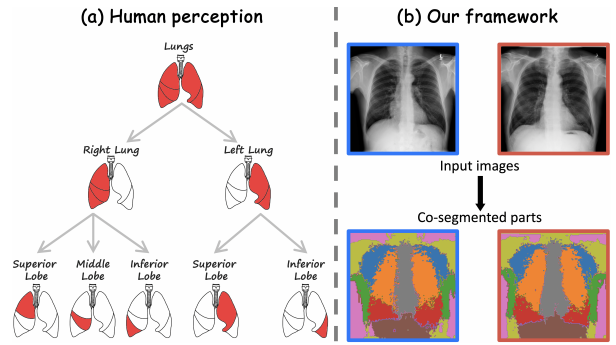 (a) Human perception
Lungs
Right Lung
Left Lung
Superior
Lobe
Middle
Lobe
Inferior
Lobe
Superior
Lobe
Inferior
Lobe
(b) Our framework
Input images
Co-segmented parts